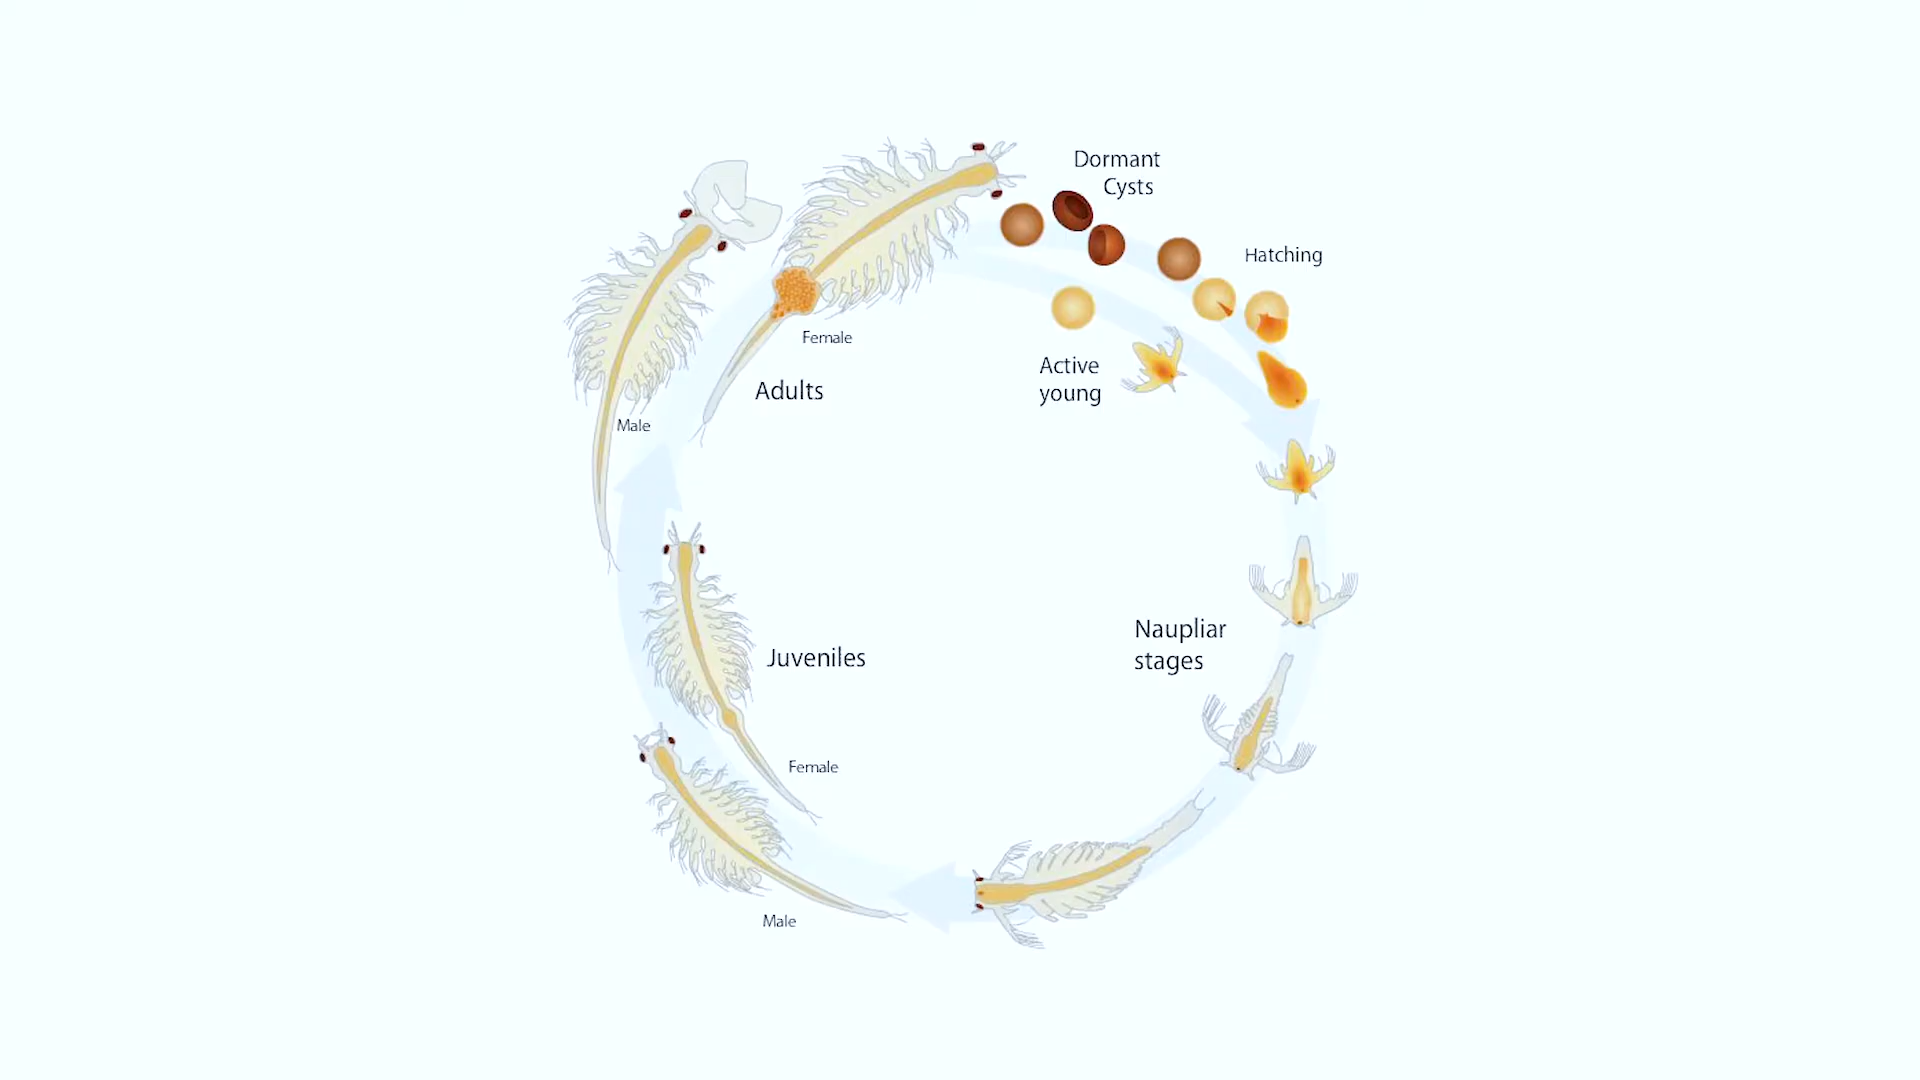 Dormant
Cysts
Hatching
Female
Active
young
Adults
Male
Naupliar
stages
Juveniles
Female
Male